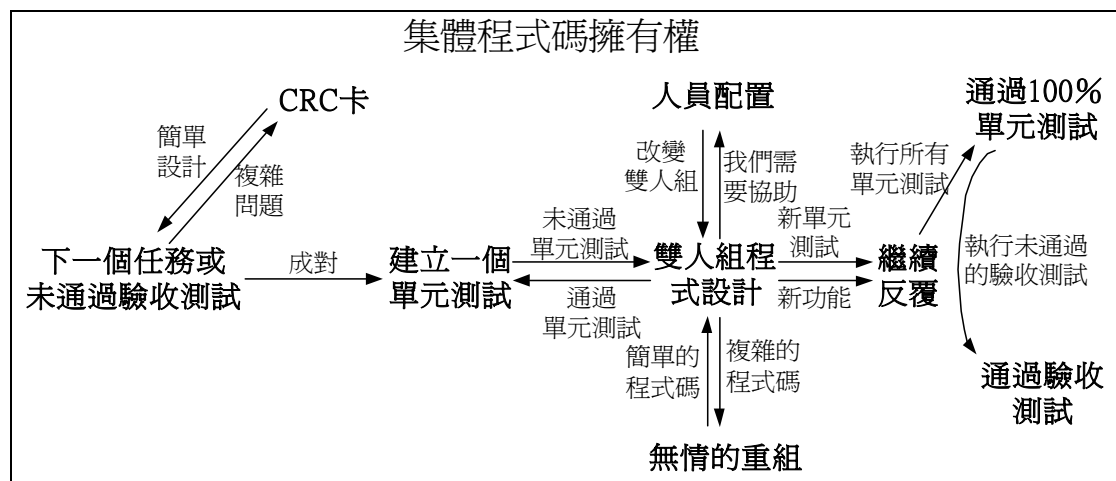 集體程式碼擁有權
CRC卡
簡單
設計
複雜
問題
下一個任務或
未通過驗收測試
成對
建立一個
單元測試
未通過
單元測試
通過
單元測試
人員配置
改變
雙人組
我們需
要協助
雙人組程
式設計
簡單的
程式碼
複雜的
程式碼
無情的重組
新單元
測試
新功能
繼續
反覆
執行所有
單元測試
通過100%
單元測試
執行未通過
的驗收測試
通過驗收
測試